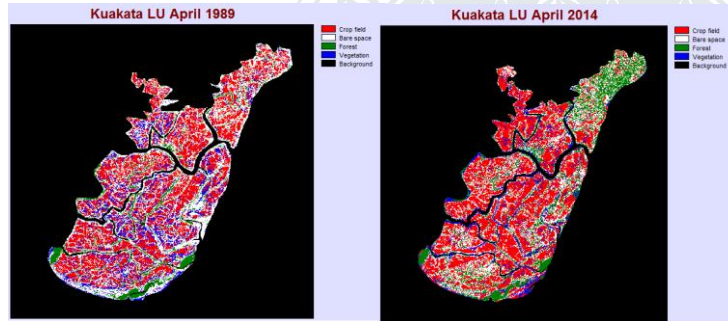 Kuakata LU April 1989
Crop field
Bare space
Forest
Vegetation
Background
Kuakata LU April 2014
Crop field
Bare space
Forest
Vegetation
Background